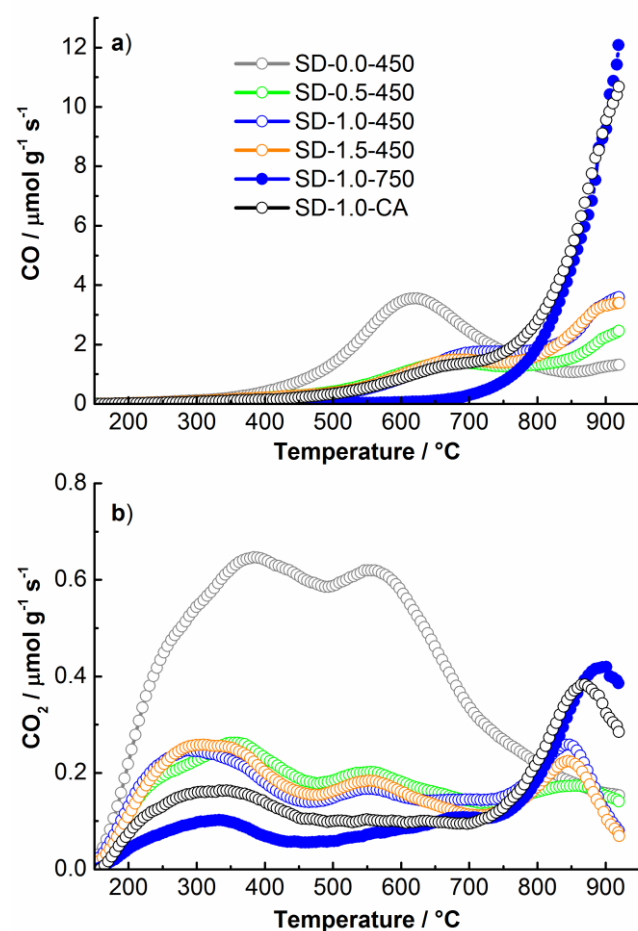 a)
SD-0.0-450
SD-0.5-450
SD-1.0-450
SD-1.5-450
SD-1.0-750
SD-1.0-CA
CO / μmol g⁻¹ s⁻¹
12
10
8
6
4
2
0
200 300 400 500 600 700 800 900
Temperature / °C
b)
CO₂ / μmol g⁻¹ s⁻¹
0.8
0.6
0.4
0.2
0.0
200 300 400 500 600 700 800 900
Temperature / °C